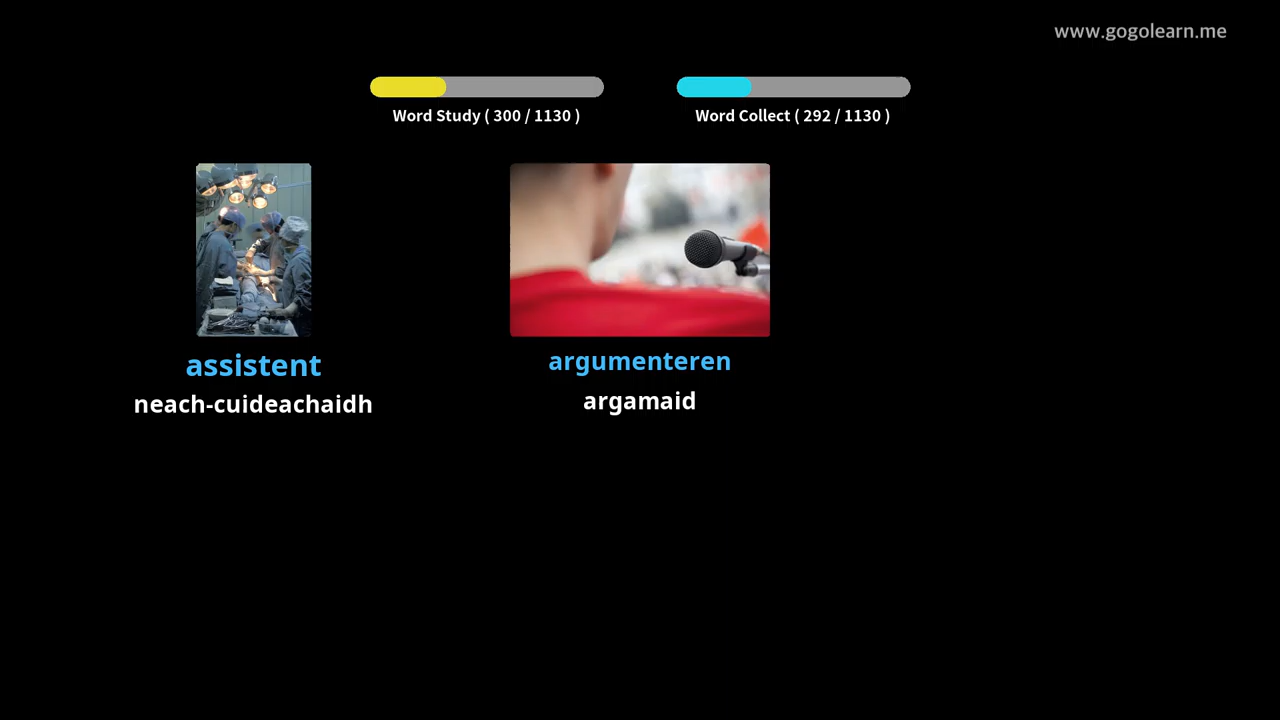 www.gogolearn.me
Word Study ( 300 / 1130 )
Word Collect ( 292 / 1130 )
assistent
neach-cuideachaidh
argumenteren
argamaid